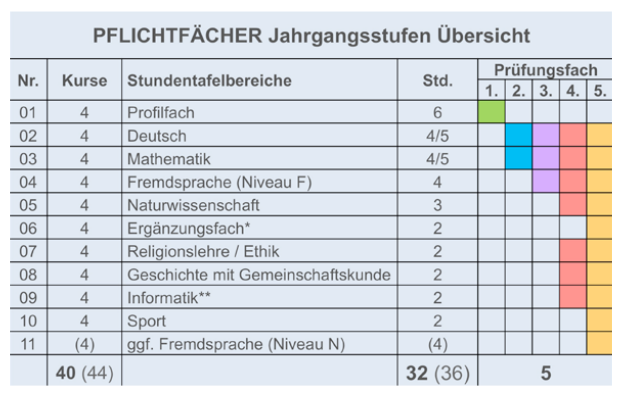 PFLICHTFÄCHER Jahrgangsstufen Übersicht
Nr. Kurse Stundentafelbereiche Std. Prüfungsfach
1. 2. 3. 4. 5.
01 4 Profilfach 6
02 4 Deutsch 4/5
03 4 Mathematik 4/5
04 4 Fremdsprache (Niveau F) 4
05 4 Naturwissenschaft 3
06 4 Ergänzungsfach* 2
07 4 Religionslehre / Ethik 2
08 4 Geschichte mit Gemeinschaftskunde 2
09 4 Informatik** 2
10 4 Sport 2
11 (4) ggf. Fremdsprache (Niveau N) (4)
40 (44) 32 (36) 5